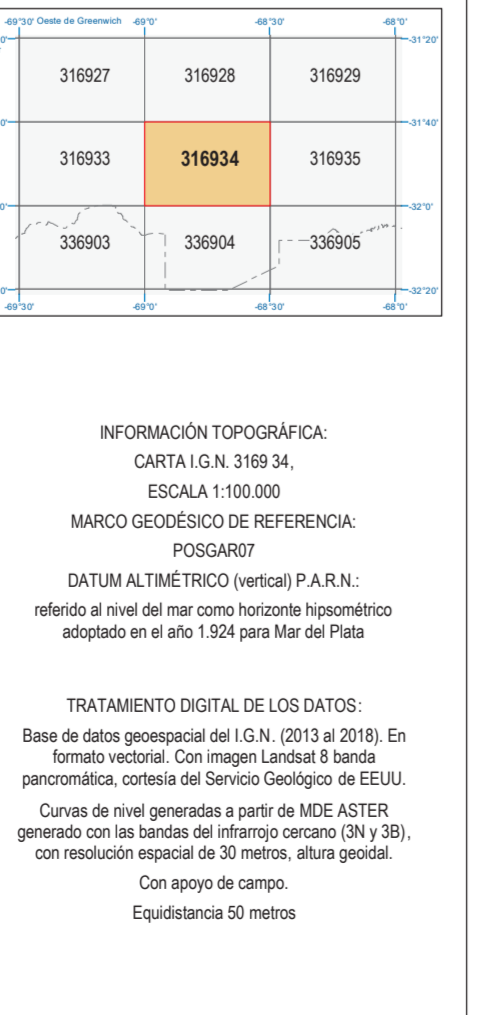 -69°30' Oeste de Greenwich -69°0' -68°30' -68°0'
0' -31°20'
316927 316928 316929
0' -31°40'
316933 316934 316935
0' -32°0'
336903 336904 336905
0' -32°20'
-69°30' -69°0' -68°30' -68°0'
INFORMACIÓN TOPOGRÁFICA:
CARTA I.G.N. 3169 34,
ESCALA 1:100.000
MARCO GEODÉSICO DE REFERENCIA:
POSGAR07
DATUM ALTIMÉTRICO (vertical) P.A.R.N.:
referido al nivel del mar como horizonte hipsométrico
adoptado en el año 1.924 para Mar del Plata
TRATAMIENTO DIGITAL DE LOS DATOS:
Base de datos geoespacial del I.G.N. (2013 al 2018). En
formato vectorial. Con imagen Landsat 8 banda
pancromática, cortesía del Servicio Geológico de EEUU.
Curvas de nivel generadas a partir de MDE ASTER
generado con las bandas del infrarrojo cercano (3N y 3B),
con resolución espacial de 30 metros, altura geoidal.
Con apoyo de campo.
Equidistancia 50 metros